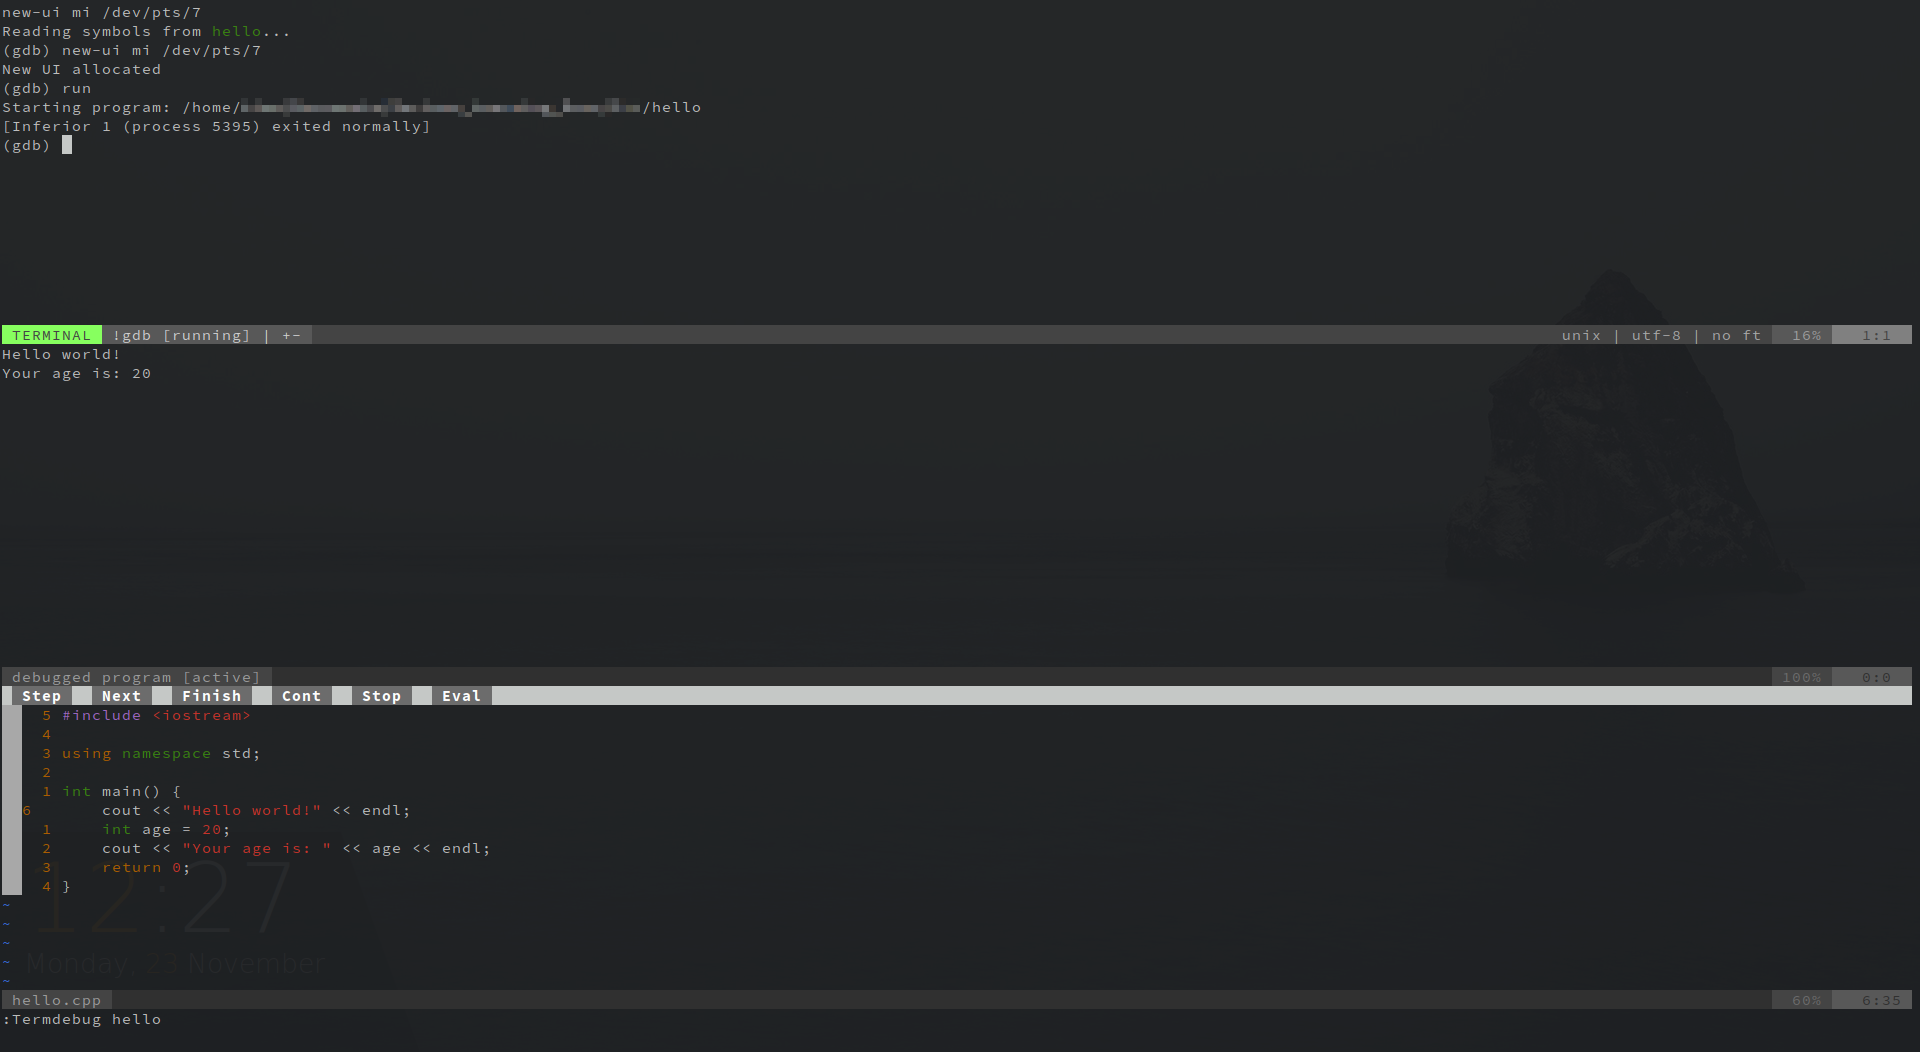 new-ui mi /dev/pts/7
Reading symbols from hello...
(gdb) new-ui mi /dev/pts/7
New UI allocated
(gdb) run
Starting program: /home/ /hello
[Inferior 1 (process 5395) exited normally]
(gdb)
TERMINAL !gdb [running] | +- unix | utf-8 | no ft 16% 1:1
Hello world!
Your age is: 20
debugged program [active] 100% 0:0
Step Next Finish Cont Stop Eval
5 #include <iostream>
4
3 using namespace std;
2
1 int main() {
6 cout << "Hello world!" << endl;
1 int age = 20;
2 cout << "Your age is: " << age << endl;
3 return 0;
4 }
~
~
~
~
~
12:27
Monday, 23 November
hello.cpp 60% 6:35
:Termdebug hello